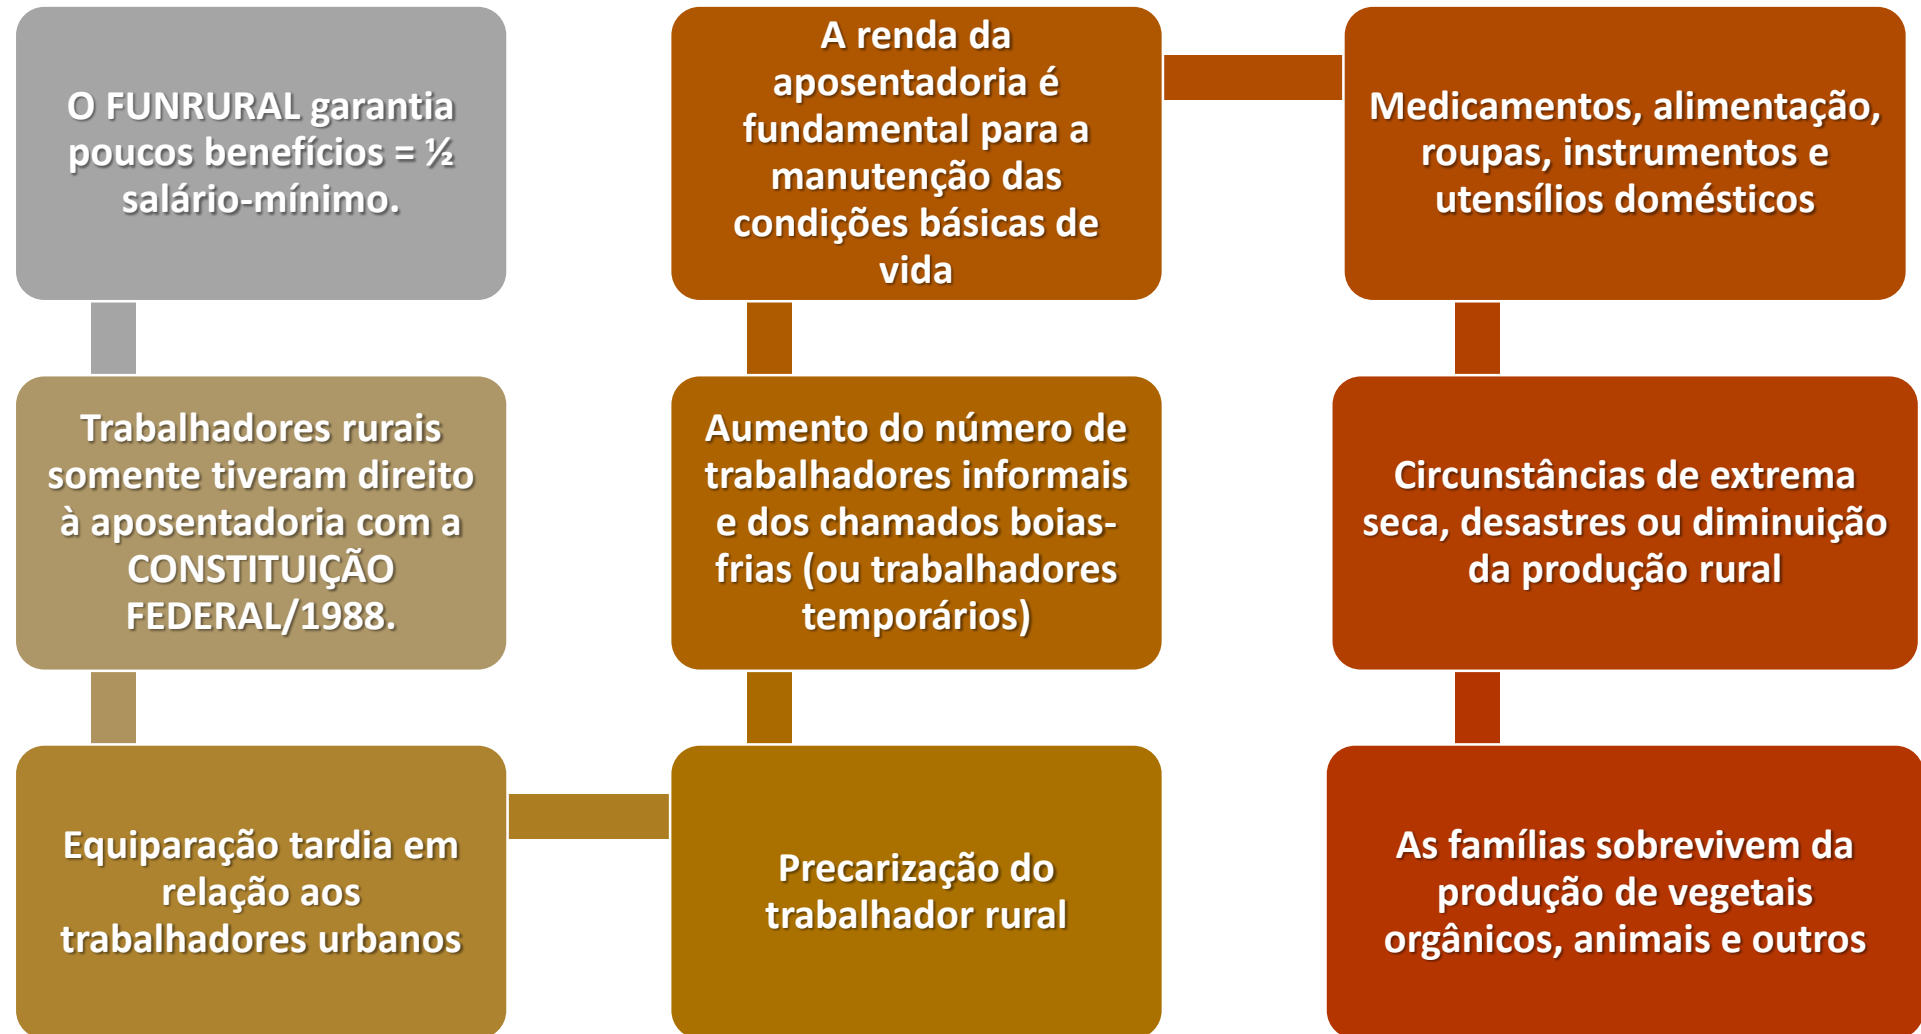 O FUNRURAL garantia
poucos benefícios = ½
salário-mínimo.
Trabalhadores rurais
somente tiveram direito
à aposentadoria com a
CONSTITUIÇÃO
FEDERAL/1988.
Equiparação tardia em
relação aos
trabalhadores urbanos
Precarização do
trabalhador rural
Aumento do número de
trabalhadores informais
e dos chamados boias-
frias (ou trabalhadores
temporários)
A renda da
aposentadoria é
fundamental para a
manutenção das
condições básicas de
vida
Medicamentos, alimentação,
roupas, instrumentos e
utensílios domésticos
Circunstâncias de extrema
seca, desastres ou diminuição
da produção rural
As famílias sobrevivem da
produção de vegetais
orgânicos, animais e outros